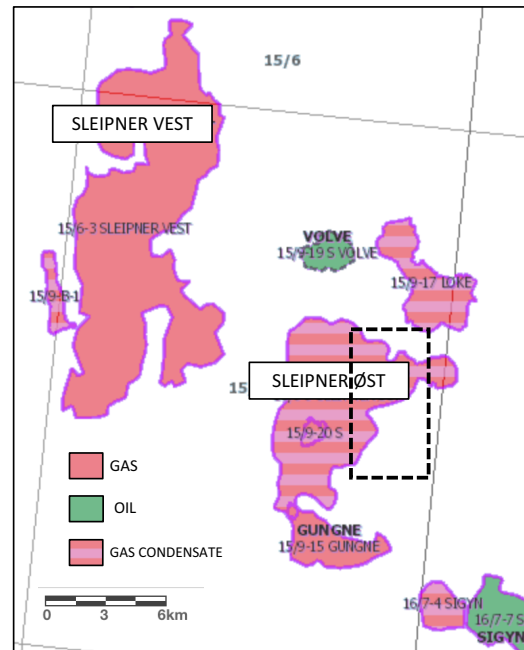 15/6
SLEIPNER VEST
15/6-3 SLEIPNER VEST
VOLVE
15/9-19 S VOLVE
15/9-B-1
15/9-17 LOKE
15
SLEIPNER ØST
15/9-20 S
GAS
OIL
GUNGNE
15/9-15 GUNGNE
GAS CONDENSATE
16/7-4 SIGYN
16/7-7 S
SIGYN
0 3 6km